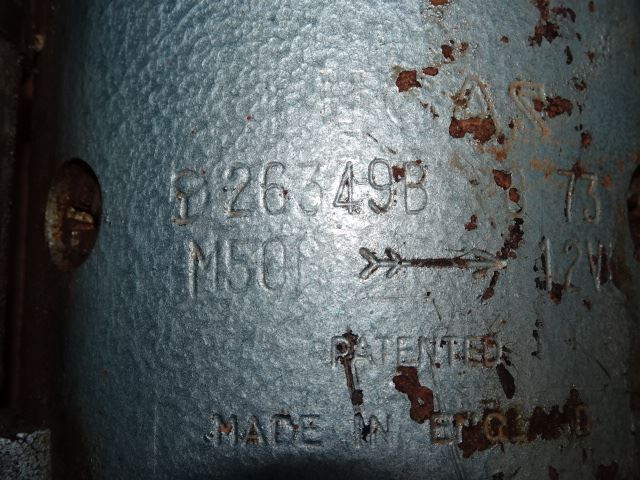 26349B 73
M50 12V
PATENTED
MADE IN ENGLAND